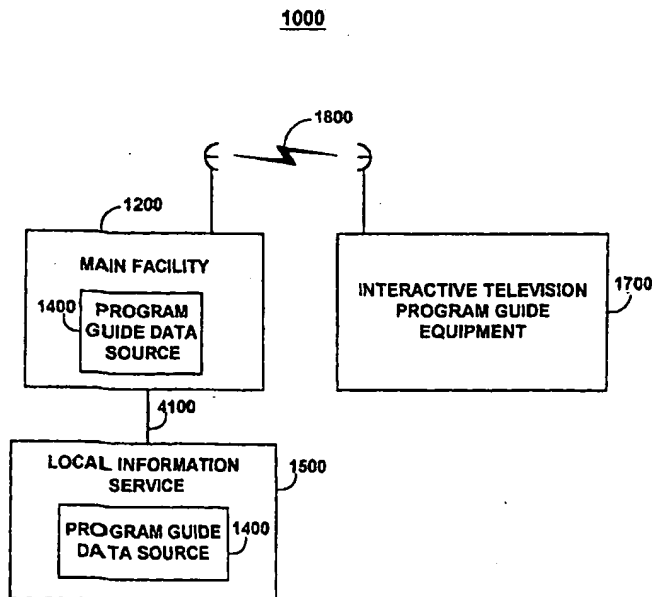 1000
1800
1200
MAIN FACILITY
1400
PROGRAM
GUIDE DATA
SOURCE
INTERACTIVE TELEVISION
PROGRAM GUIDE
EQUIPMENT
1700
4100
LOCAL INFORMATION
SERVICE
1500
PROGRAM GUIDE
DATA SOURCE
1400